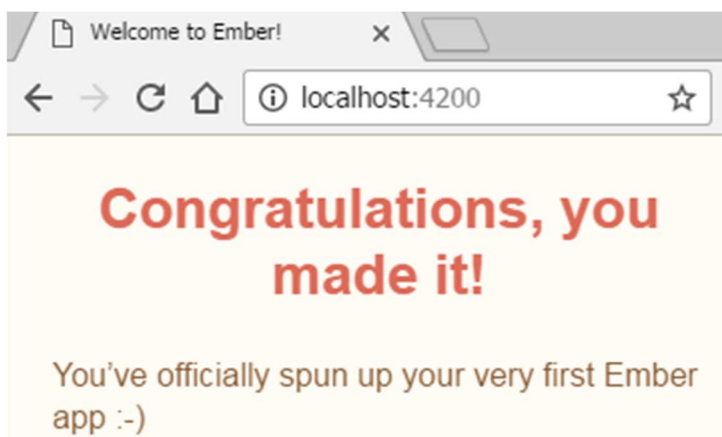 Welcome to Ember!
localhost:4200
Congratulations, you
made it!
You’ve officially spun up your very first Ember
app :-)